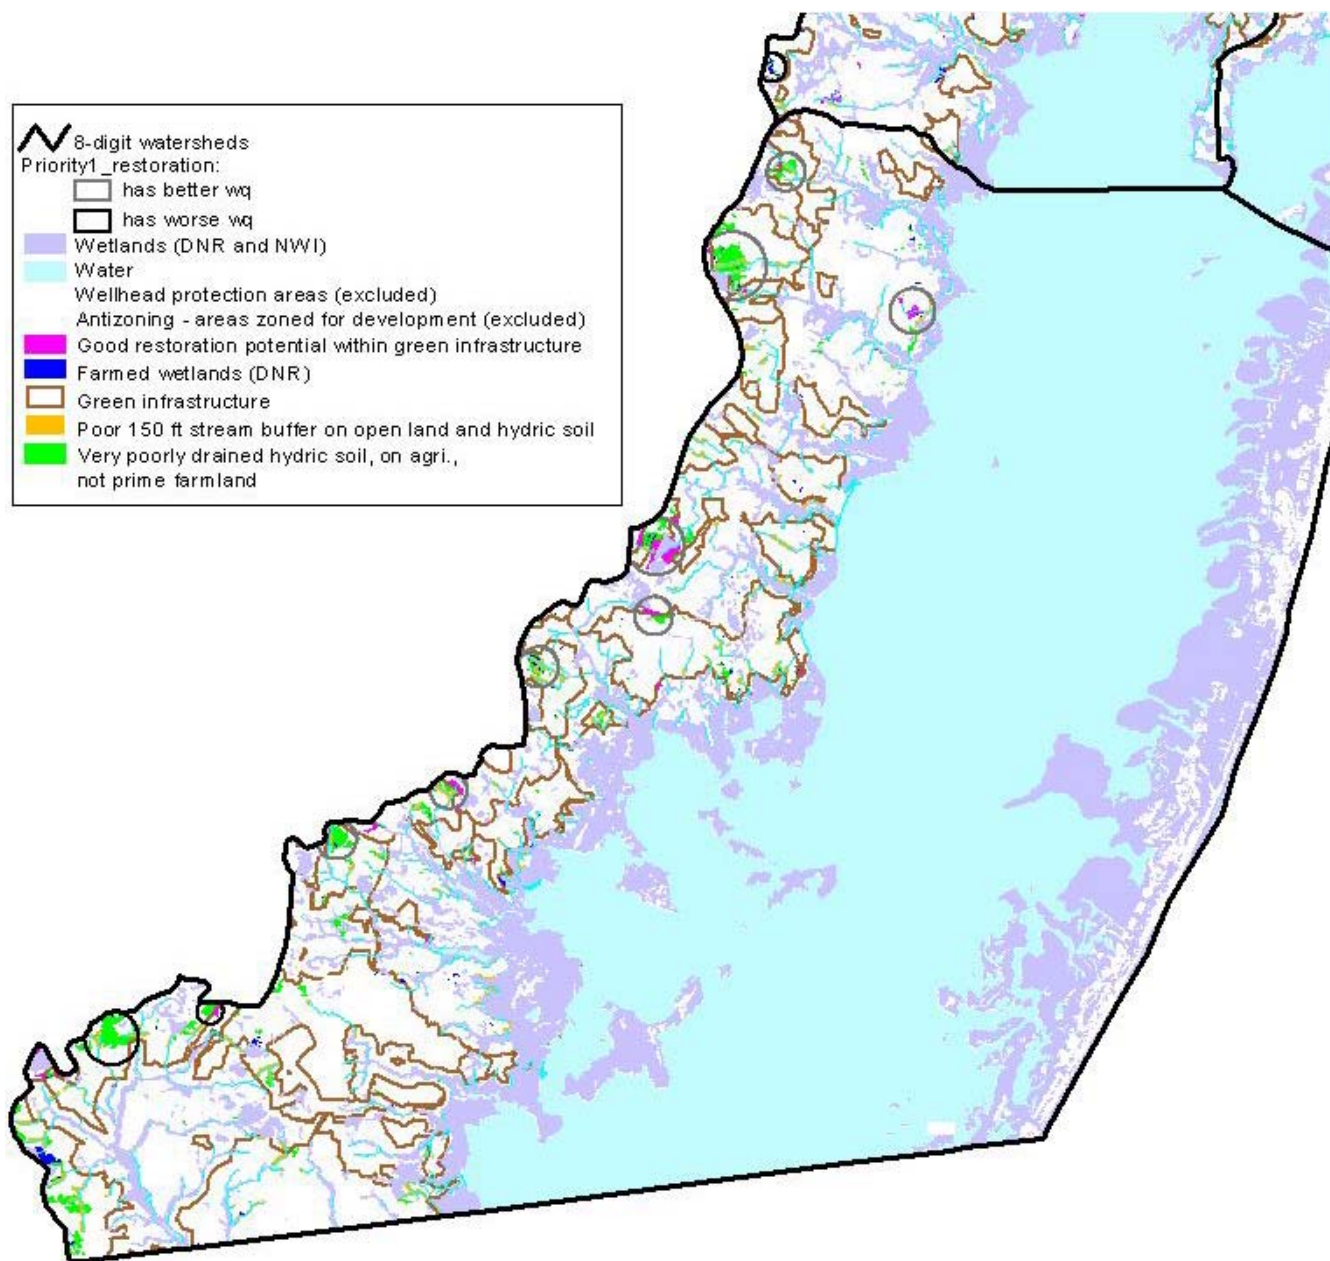 8-digit watersheds
Priority1_restoration:
has better wq
has worse wq
Wetlands (DNR and NWI)
Water
Wellhead protection areas (excluded)
Antizoning - areas zoned for development (excluded)
Good restoration potential within green infrastructure
Farmed wetlands (DNR)
Green infrastructure
Poor 150 ft stream buffer on open land and hydric soil
Very poorly drained hydric soil, on agri.,
not prime farmland